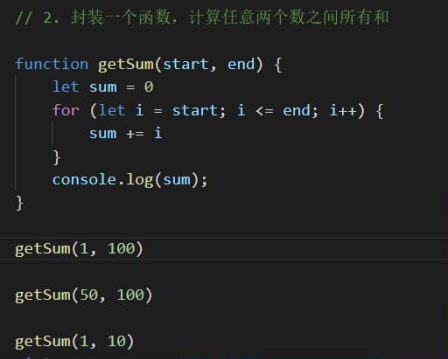 // 2. 封装一个函数，计算任意两个数之间所有和
function getSum(start, end) {
let sum = 0
for (let i = start; i <= end; i++) {
sum += i
}
console.log(sum);
}
getSum(1, 100)
getSum(50, 100)
getSum(1, 10)